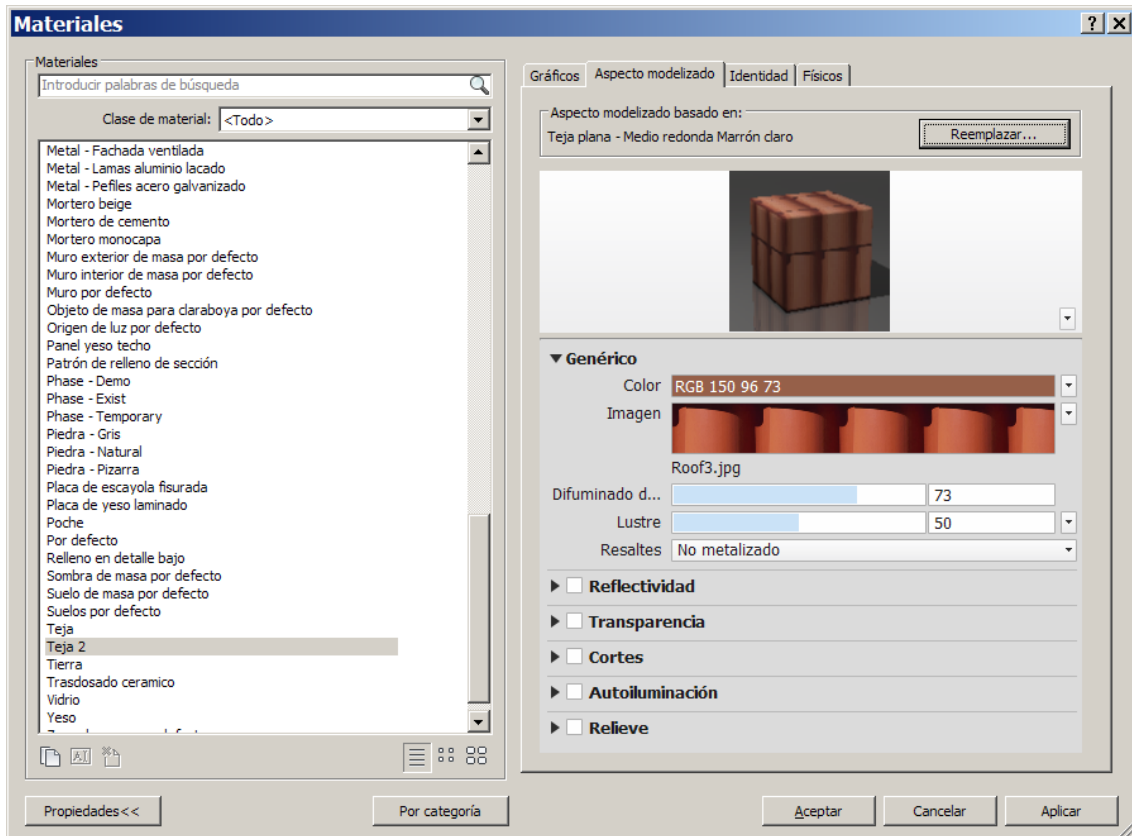 Materiales
Materiales
Introducir palabras de búsqueda
Clase de material: <Todo>
Metal - Fachada ventilada
Metal - Lamas aluminio lacado
Metal - Pefiles acero galvanizado
Mortero beige
Mortero de cemento
Mortero monocapa
Muro exterior de masa por defecto
Muro interior de masa por defecto
Muro por defecto
Objeto de masa para claraboya por defecto
Origen de luz por defecto
Panel yeso techo
Patrón de relleno de sección
Phase - Demo
Phase - Exist
Phase - Temporary
Piedra - Gris
Piedra - Natural
Piedra - Pizarra
Placa de escayola fisurada
Placa de yeso laminado
Poche
Por defecto
Relleno en detalle bajo
Sombra de masa por defecto
Suelo de masa por defecto
Suelos por defecto
Teja
Teja 2
Tierra
Trasdosado ceramico
Vidrio
Yeso
Propiedades<<
Por categoría
Gráficos Aspecto modelizado Identidad Físicos
Aspecto modelizado basado en:
Teja plana - Medio redonda Marrón claro
Reemplazar...
Genérico
Color RGB 150 96 73
Imagen
Roof3.jpg
Difuminado d... 73
Lustre 50
Resaltes No metalizado
Reflectividad
Transparencia
Cortes
Autoiluminación
Relieve
Aceptar Cancelar Aplicar